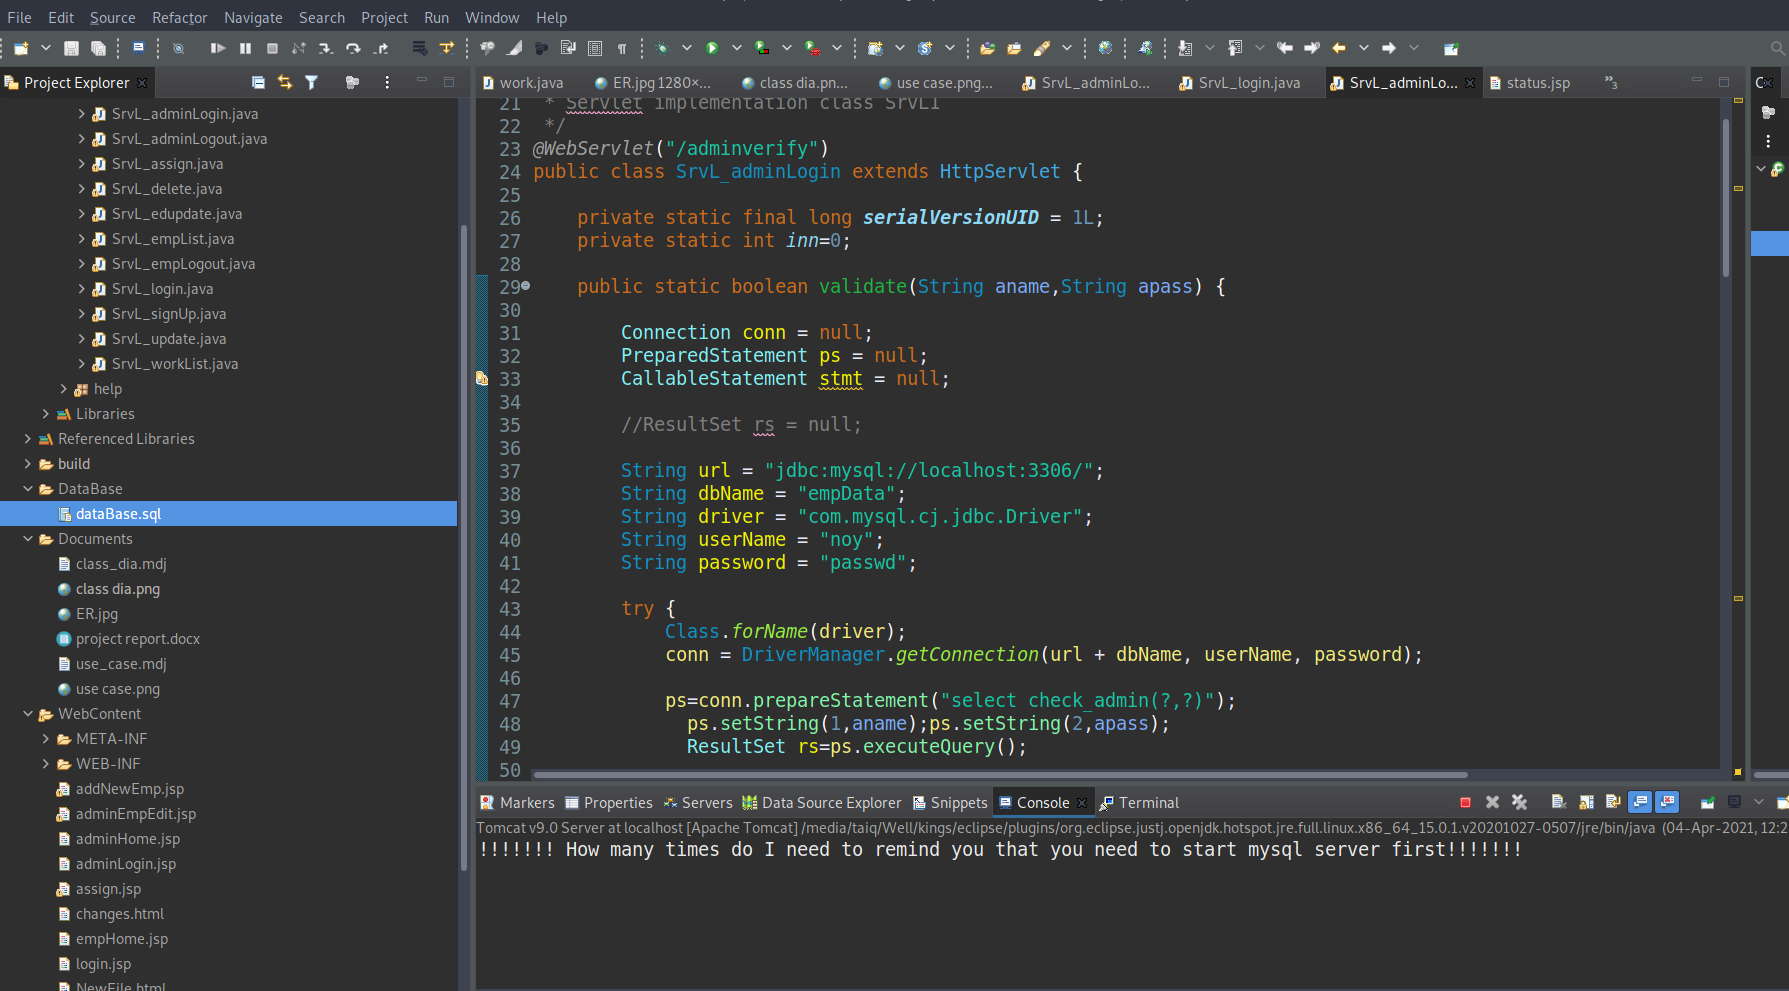 File Edit Source Refactor Navigate Search Project Run Window Help
Project Explorer
SrvL_adminLogin.java
SrvL_adminLogout.java
SrvL_assign.java
SrvL_delete.java
SrvL_edupdate.java
SrvL_empList.java
SrvL_empLogout.java
SrvL_login.java
SrvL_signUp.java
SrvL_update.java
SrvL_workList.java
help
Libraries
Referenced Libraries
build
DataBase
dataBase.sql
Documents
class_dia.mdj
class dia.png
ER.jpg
project report.docx
use_case.mdj
use case.png
WebContent
META-INF
WEB-INF
addNewEmp.jsp
adminEmpEdit.jsp
adminHome.jsp
adminLogin.jsp
assign.jsp
changes.html
empHome.jsp
login.jsp
NewFile.html
work.java ER.jpg 1280×... class dia.pn... use case.png... SrvL_adminLo... SrvL_login.java SrvL_adminLo... status.jsp »3
21 * Servlet implementation class SrvL1
22 */
23 @WebServlet("/adminverify")
24 public class SrvL_adminLogin extends HttpServlet {
25
26 private static final long serialVersionUID = 1L;
27 private static int inn=0;
28
29 public static boolean validate(String aname,String apass) {
30
31 Connection conn = null;
32 PreparedStatement ps = null;
33 CallableStatement stmt = null;
34
35 //ResultSet rs = null;
36
37 String url = "jdbc:mysql://localhost:3306/";
38 String dbName = "empData";
39 String driver = "com.mysql.cj.jdbc.Driver";
40 String userName = "noy";
41 String password = "passwd";
42
43 try {
44 Class.forName(driver);
45 conn = DriverManager.getConnection(url + dbName, userName, password);
46
47 ps=conn.prepareStatement("select check_admin(?,?)");
48 ps.setString(1,aname);ps.setString(2,apass);
49 ResultSet rs=ps.executeQuery();
50
Markers Properties Servers Data Source Explorer Snippets Console Terminal
Tomcat v9.0 Server at localhost [Apache Tomcat] /media/taiq/Well/kings/eclipse/plugins/org.eclipse.justj.openjdk.hotspot.jre.full.linux.x86_64_15.0.1.v20201027-0507/jre/bin/java (04-Apr-2021, 12:2
!!!!!!! How many times do I need to remind you that you need to start mysql server first!!!!!!!